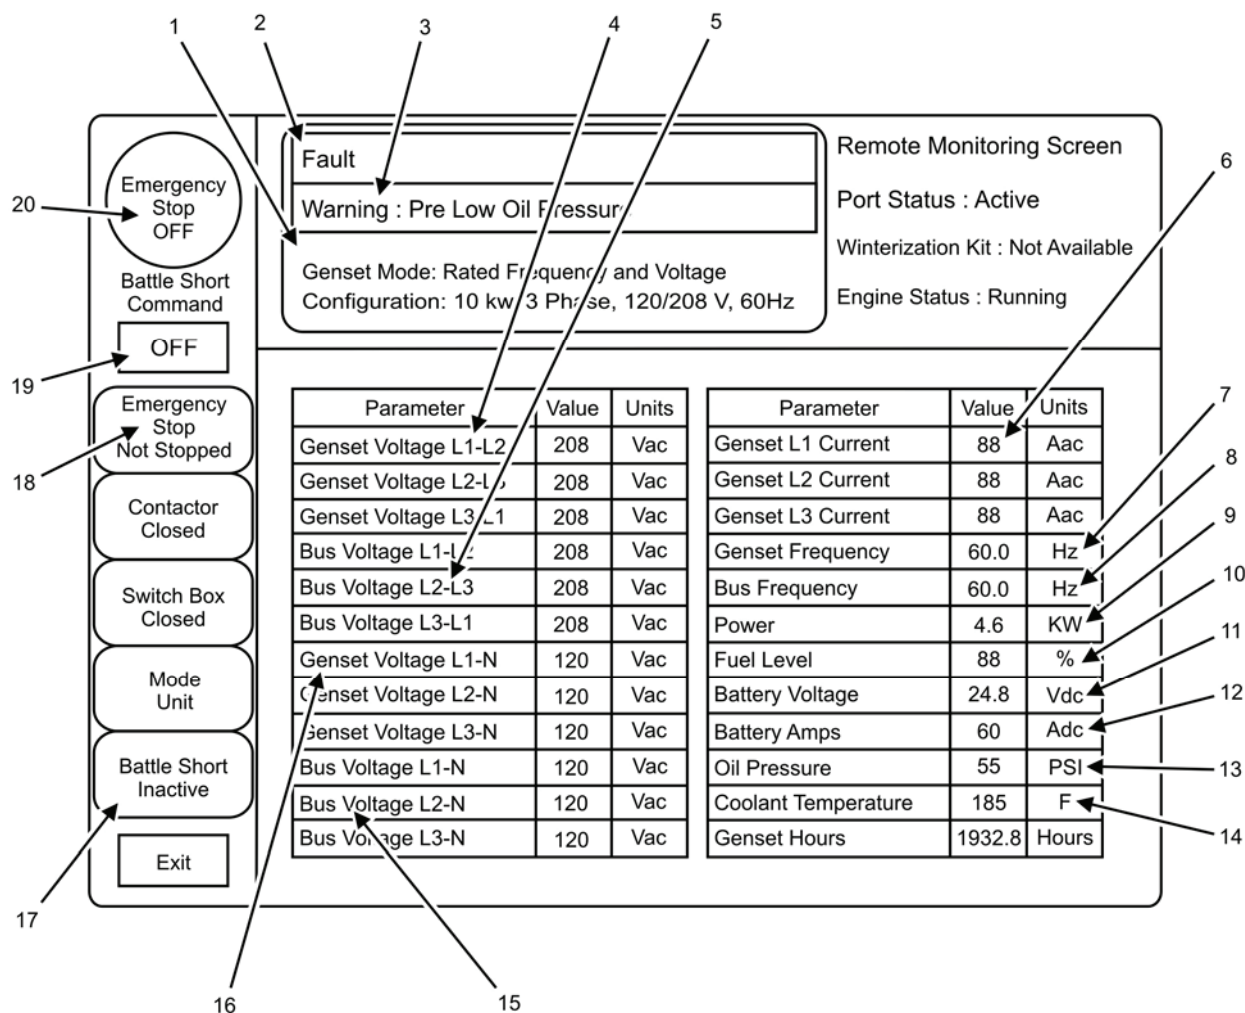 1
2
3
4
5
6
7
8
9
10
11
12
13
14
15
16
17
18
19
20
Emergency
Stop
OFF
Battle Short
Command
OFF
Emergency
Stop
Not Stopped
Contactor
Closed
Switch Box
Closed
Mode
Unit
Battle Short
Inactive
Exit
Fault
Warning : Pre Low Oil Pressure
Genset Mode: Rated Frequency and Voltage
Configuration: 10 kw, 3 Phase, 120/208 V, 60Hz
Remote Monitoring Screen
Port Status : Active
Winterization Kit : Not Available
Engine Status : Running
Parameter Value Units
Genset Voltage L1-L2 208 Vac
Genset Voltage L2-L3 208 Vac
Genset Voltage L3-L1 208 Vac
Bus Voltage L1-L2 208 Vac
Bus Voltage L2-L3 208 Vac
Bus Voltage L3-L1 208 Vac
Genset Voltage L1-N 120 Vac
Genset Voltage L2-N 120 Vac
Genset Voltage L3-N 120 Vac
Bus Voltage L1-N 120 Vac
Bus Voltage L2-N 120 Vac
Bus Voltage L3-N 120 Vac
Parameter Value Units
Genset L1 Current 88 Aac
Genset L2 Current 88 Aac
Genset L3 Current 88 Aac
Genset Frequency 60.0 Hz
Bus Frequency 60.0 Hz
Power 4.6 KW
Fuel Level 88 %
Battery Voltage 24.8 Vdc
Battery Amps 60 Adc
Oil Pressure 55 PSI
Coolant Temperature 185 F
Genset Hours 1932.8 Hours